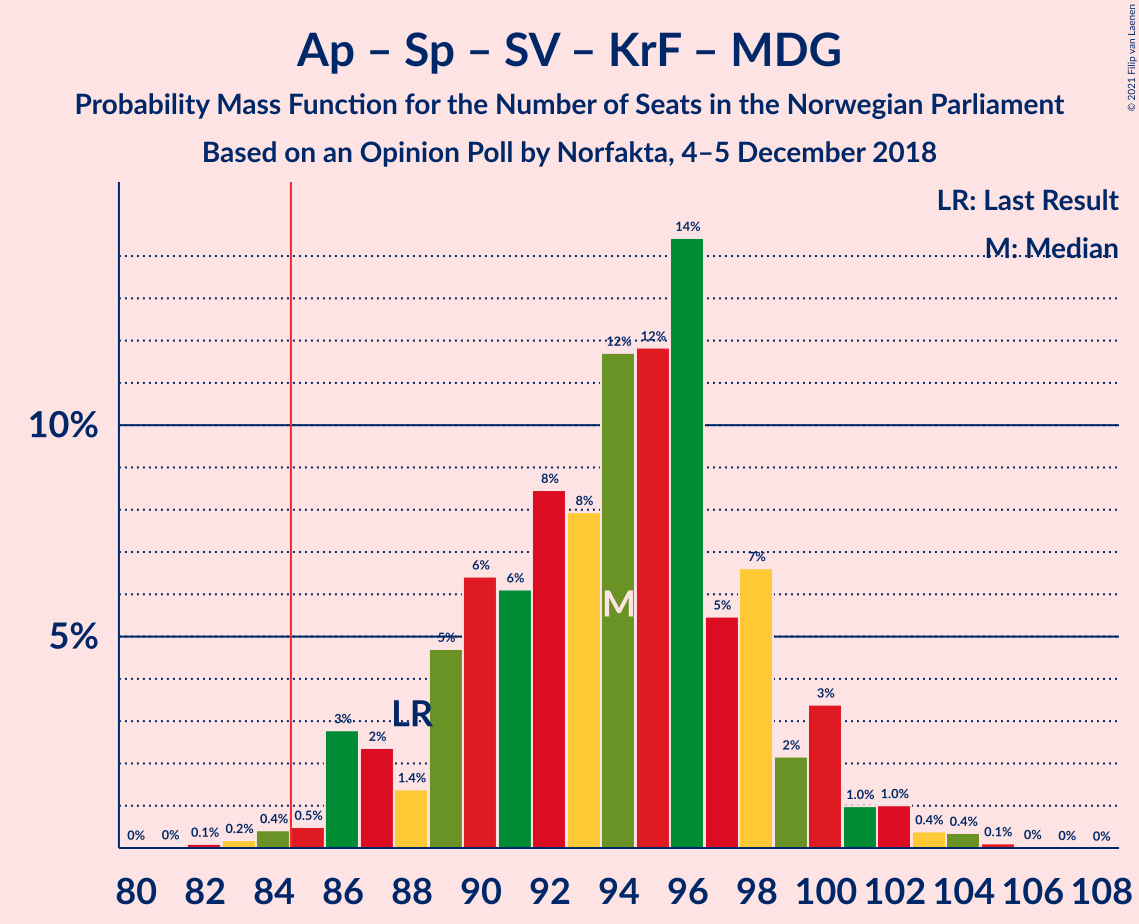 Ap – Sp – SV – KrF – MDG
Probability Mass Function for the Number of Seats in the Norwegian Parliament
Based on an Opinion Poll by Norfakta, 4–5 December 2018
© 2021 Filip van Laenen
LR: Last Result
M: Median
10%
5%
0% 0% 0.1% 0.2% 0.4% 0.5% 3% 2% 1.4% 5% 6% 6% 8% 8% 12% 12% 14% 5% 7% 2% 3% 1.0% 1.0% 0.4% 0.4% 0.1% 0% 0% 0%
LR
M
80 82 84 86 88 90 92 94 96 98 100 102 104 106 108